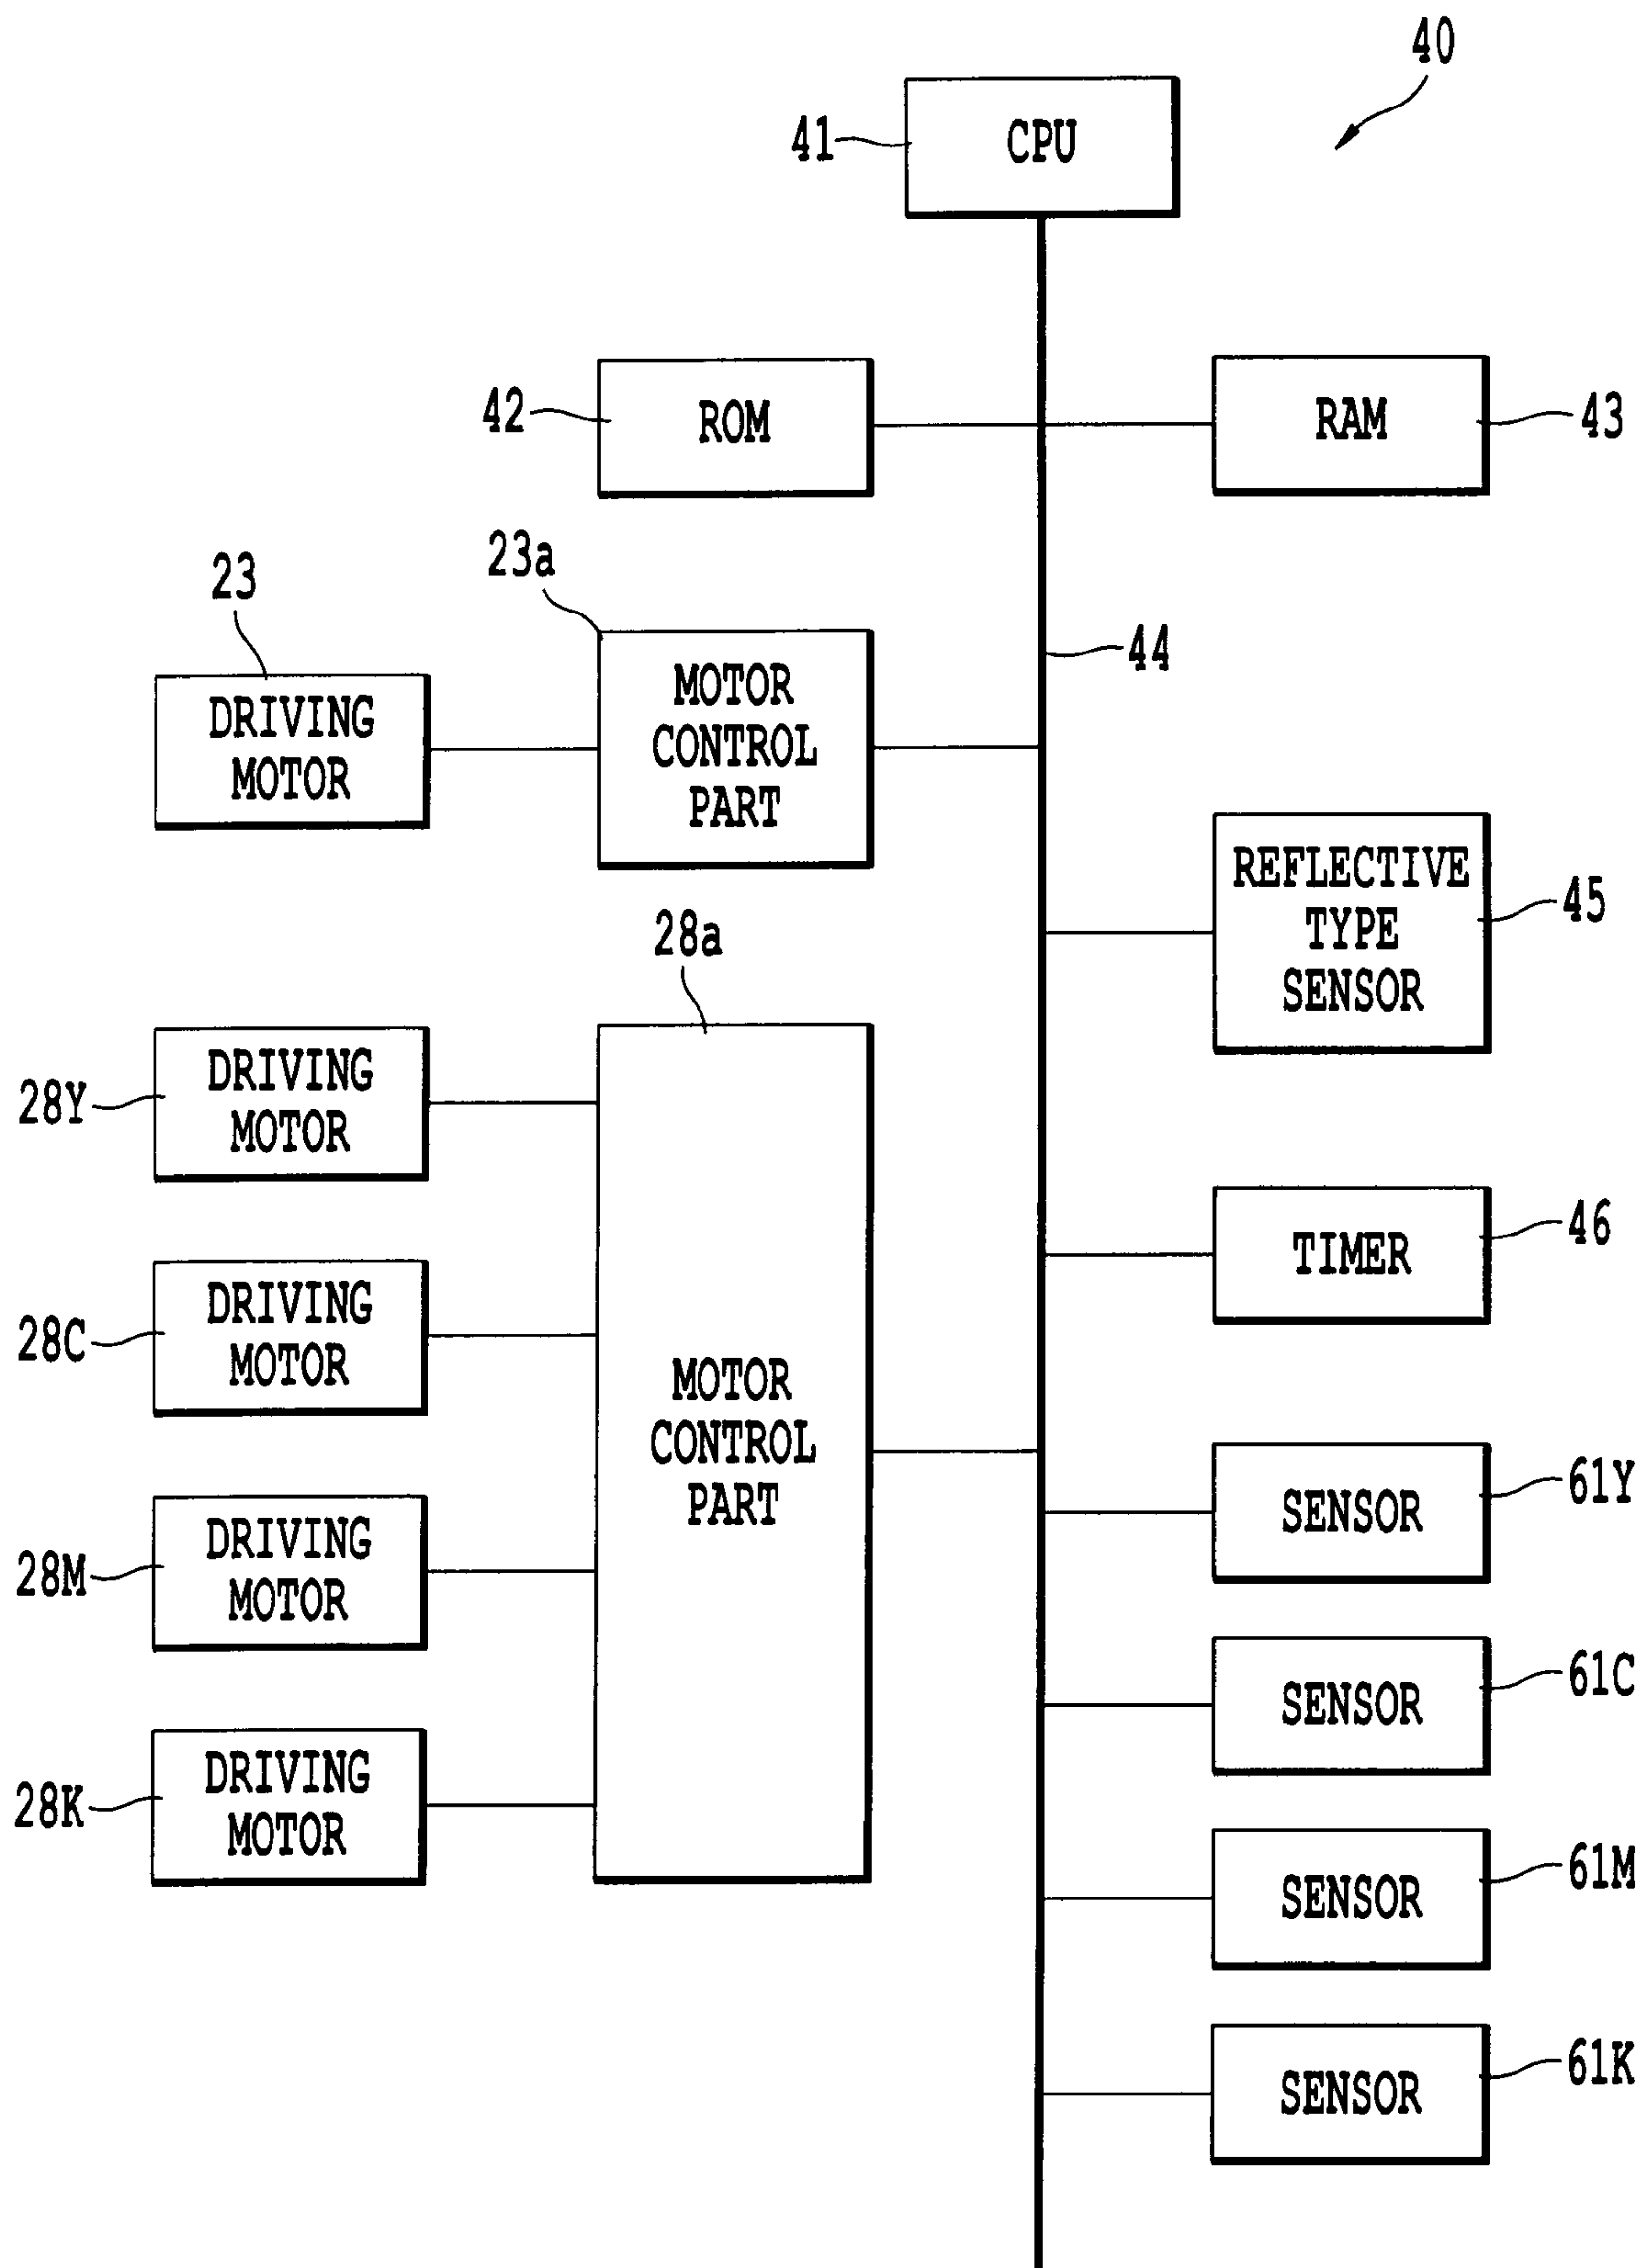 40
41
CPU
42
ROM
RAM
43
23
23a
DRIVING
MOTOR
MOTOR
CONTROL
PART
44
REFLECTIVE
TYPE
SENSOR
45
28a
28Y
DRIVING
MOTOR
TIMER
46
28C
DRIVING
MOTOR
MOTOR
CONTROL
PART
SENSOR
61Y
28M
DRIVING
MOTOR
SENSOR
61C
28K
DRIVING
MOTOR
SENSOR
61M
SENSOR
61K